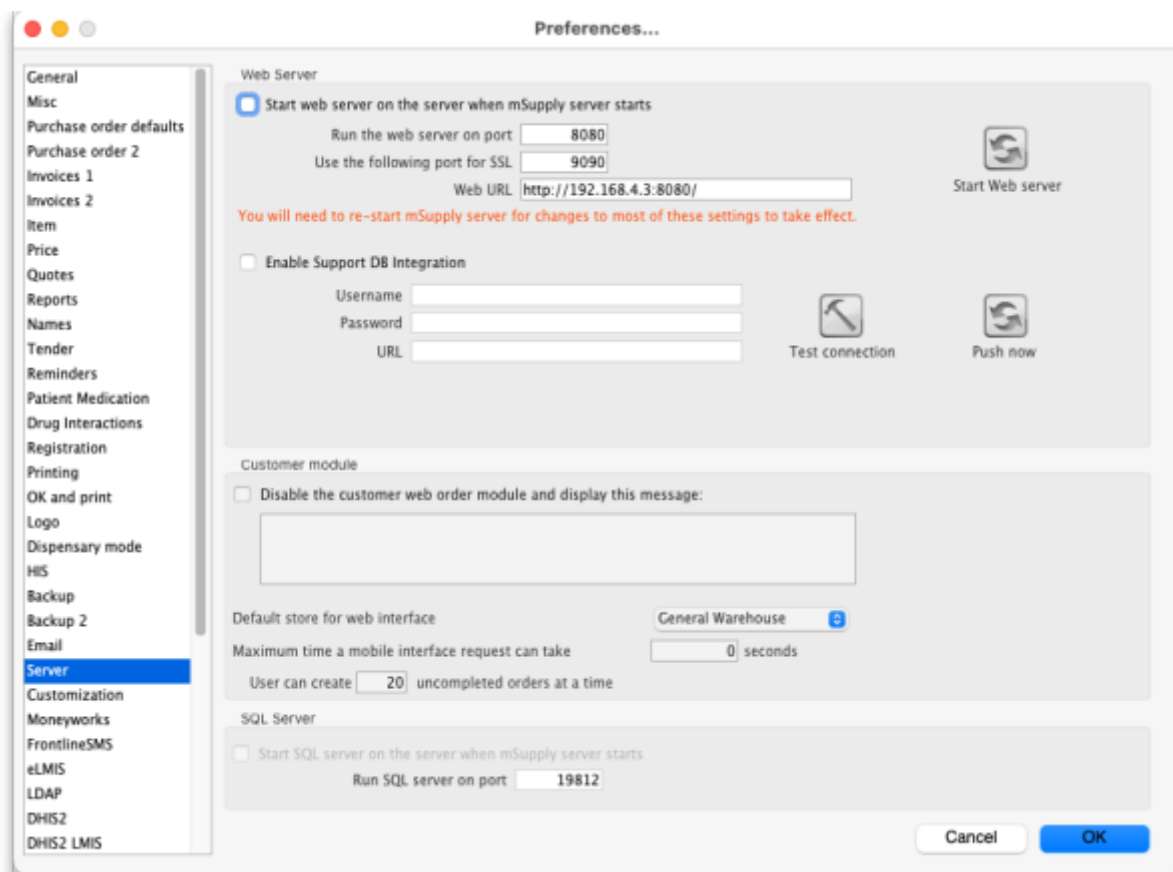 Preferences...
General
Misc
Purchase order defaults
Purchase order 2
Invoices 1
Invoices 2
Item
Price
Quotes
Reports
Names
Tender
Reminders
Patient Medication
Drug Interactions
Registration
Printing
OK and print
Logo
Dispensary mode
HIS
Backup
Backup 2
Email
Server
Customization
Moneyworks
FrontlineSMS
eLMIS
LDAP
DHIS2
DHIS2 LMIS
Web Server
Start web server on the server when mSupply server starts
Run the web server on port 8080
Use the following port for SSL 9090
Web URL http://192.168.4.3:8080/
Start Web server
You will need to re-start mSupply server for changes to most of these settings to take effect.
Enable Support DB Integration
Username
Password
URL
Test connection
Push now
Customer module
Disable the customer web order module and display this message:
Default store for web interface General Warehouse
Maximum time a mobile interface request can take 0 seconds
User can create 20 uncompleted orders at a time
SQL Server
Start SQL server on the server when mSupply server starts
Run SQL server on port 19812
Cancel OK